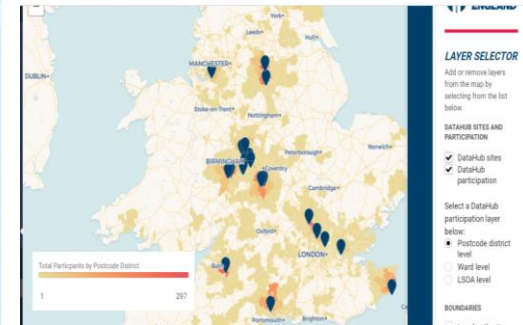 ENGLAND
LAYER SELECTOR
Add or remove layers
from the map by
selecting from the list
below.
DATAHUB SITES AND
PARTICIPATION
DataHub sites
DataHub
participation
Select a DataHub
participation layer
below:
Postcode district
level
Ward level
LSOA level
BOUNDARIES
York
Leeds
Hull
MANCHESTER
DUBLIN
Stoke-on-Trent
Nottingham
Norwich
Peterborough
BIRMINGHAM
Coventry
Cambridge
Oxford
LONDON
Total Participants by Postcode District
1
297
Portsmouth
Brighton